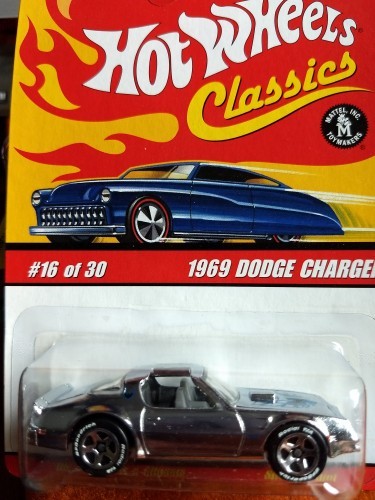 Hot Wheels
Classics
MATTEL, INC.
M
TOYMAKERS
#16 of 30
1969 DODGE CHARGER